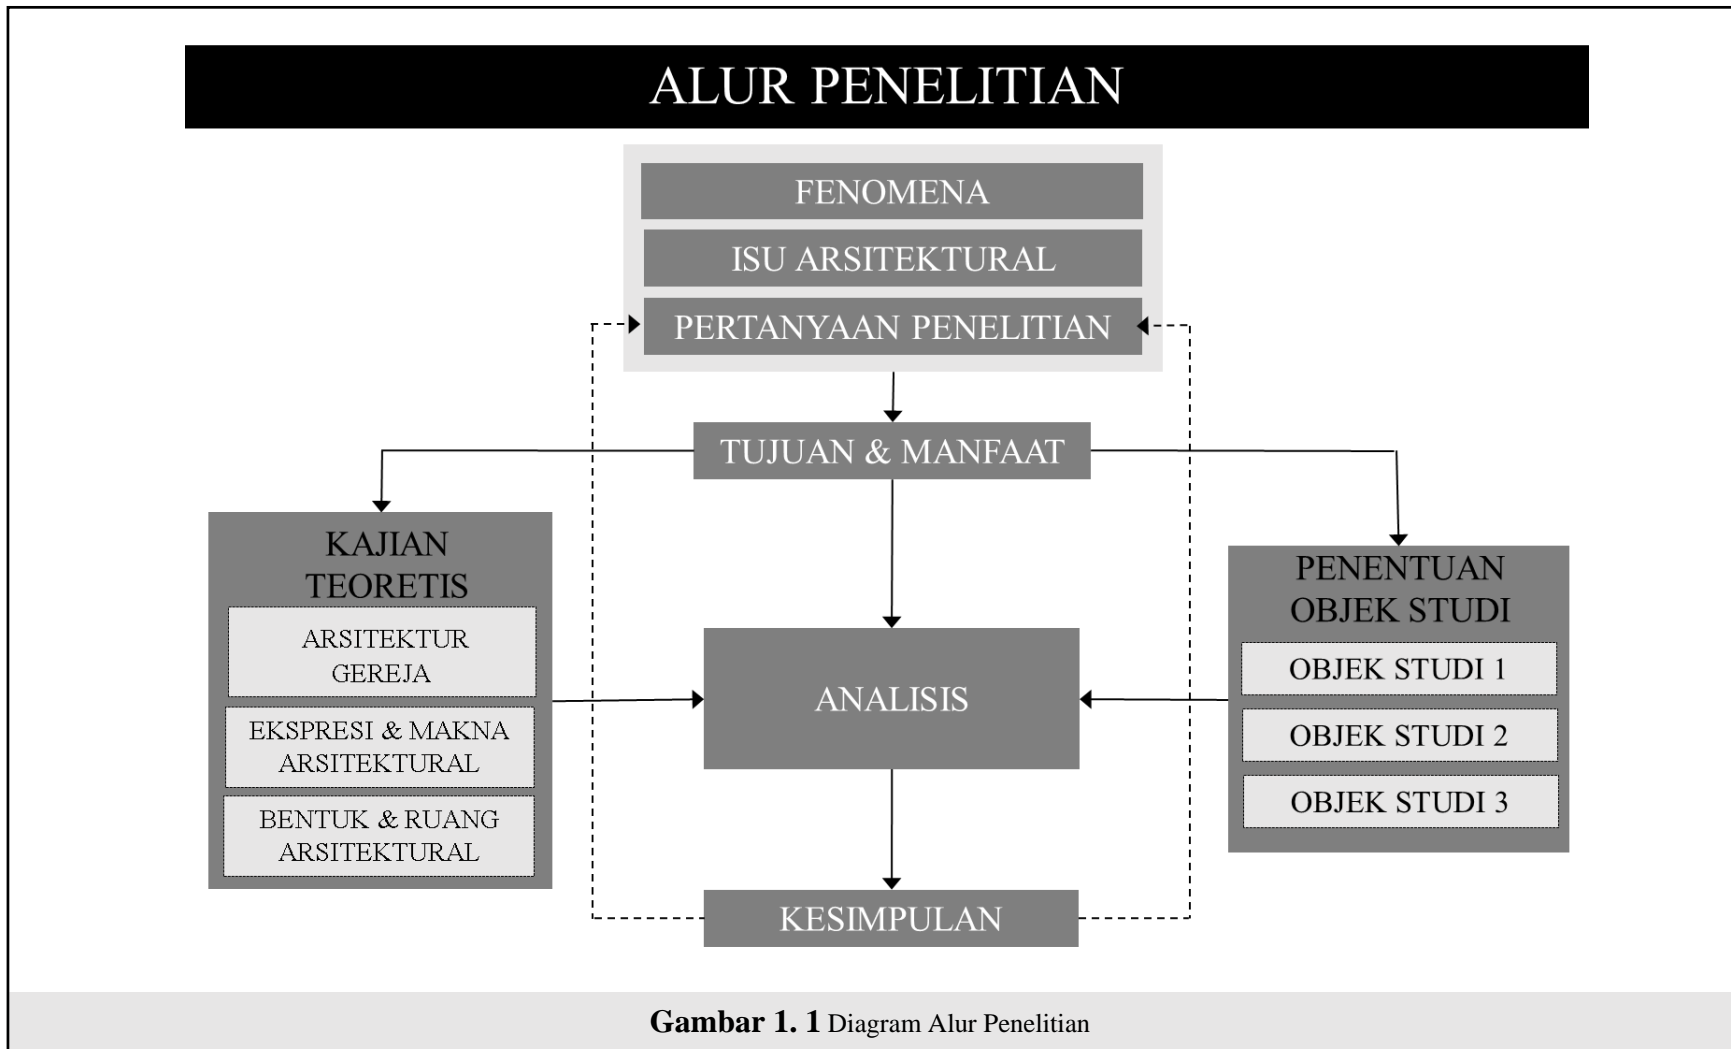 ALUR PENELITIAN
FENOMENA
ISU ARSITEKTURAL
PERTANYAAN PENELITIAN
TUJUAN & MANFAAT
KAJIAN
TEORETIS
ARSITEKTUR
GEREJA
EKSPRESI & MAKNA
ARSITEKTURAL
BENTUK & RUANG
ARSITEKTURAL
ANALISIS
PENENTUAN
OBJEK STUDI
OBJEK STUDI 1
OBJEK STUDI 2
OBJEK STUDI 3
KESIMPULAN
Gambar 1. 1 Diagram Alur Penelitian